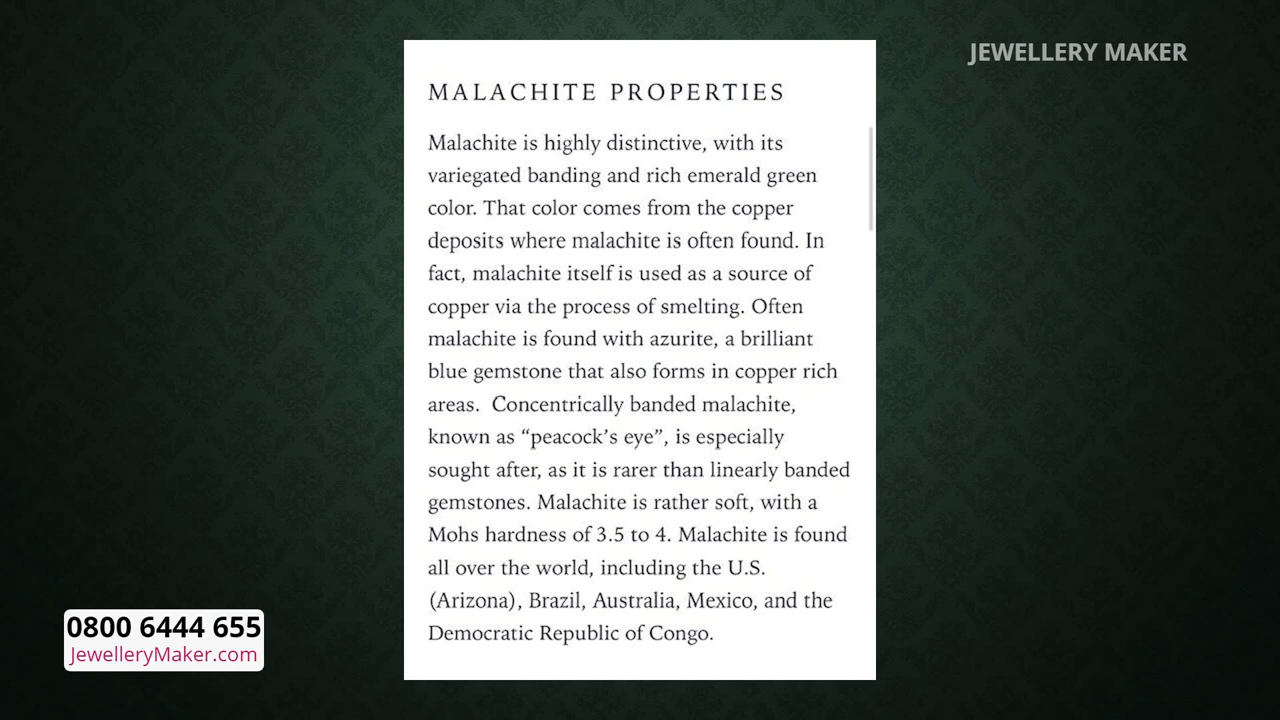 JEWELLERY MAKER
MALACHITE PROPERTIES
Malachite is highly distinctive, with its
variegated banding and rich emerald green
color. That color comes from the copper
deposits where malachite is often found. In
fact, malachite itself is used as a source of
copper via the process of smelting. Often
malachite is found with azurite, a brilliant
blue gemstone that also forms in copper rich
areas.  Concentrically banded malachite,
known as “peacock’s eye”, is especially
sought after, as it is rarer than linearly banded
gemstones. Malachite is rather soft, with a
Mohs hardness of 3.5 to 4. Malachite is found
all over the world, including the U.S.
(Arizona), Brazil, Australia, Mexico, and the
Democratic Republic of Congo.
0800 6444 655
JewelleryMaker.com